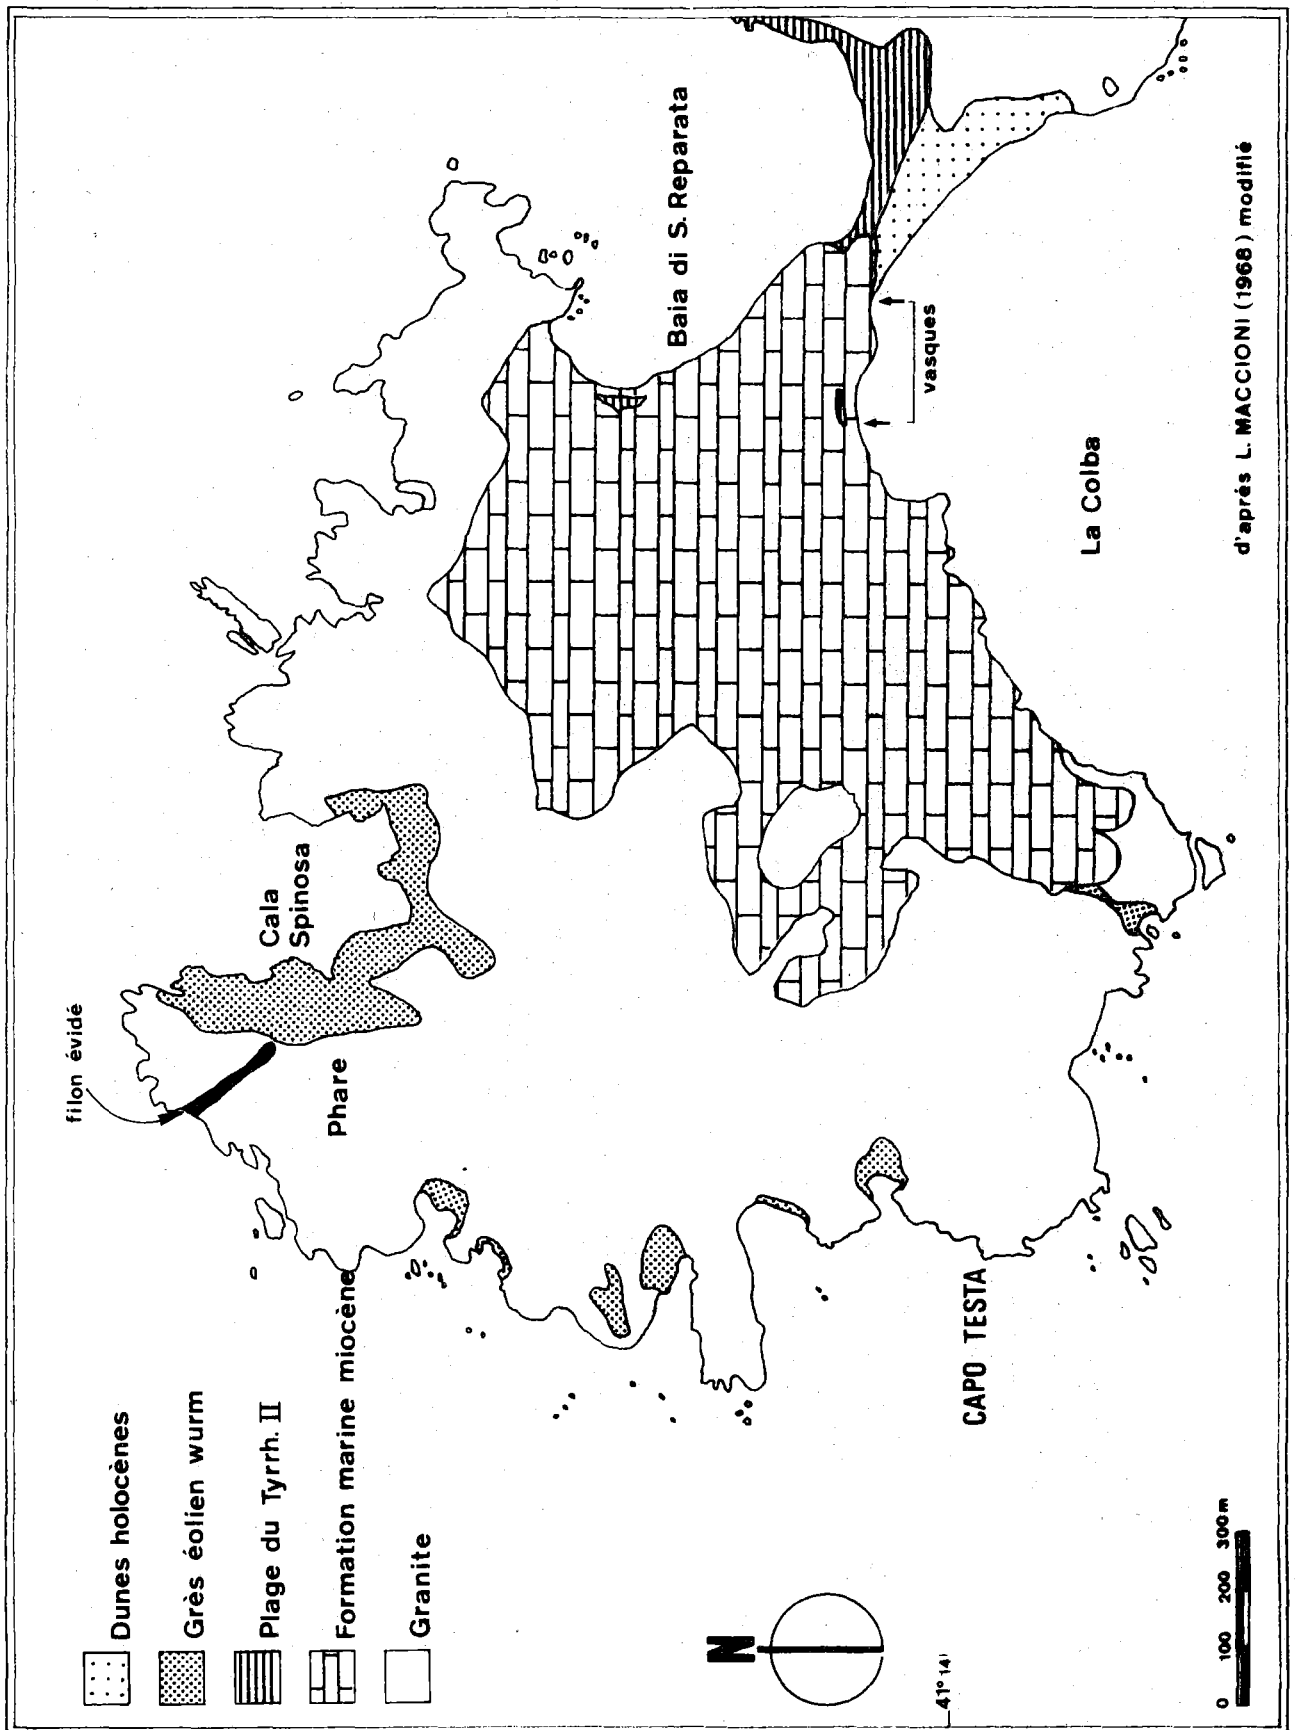 Dunes holocènes
Grès éolien wurm
Plage du Tyrrh. II
Formation marine miocène
Granite
filon évidé
Phare
Cala
Spinosa
Baia di S. Reparata
vasques
La Colba
CAPO TESTA
N
41° 14'
0 100 200 300m
d'après L. MACCIONI (1968) modifié